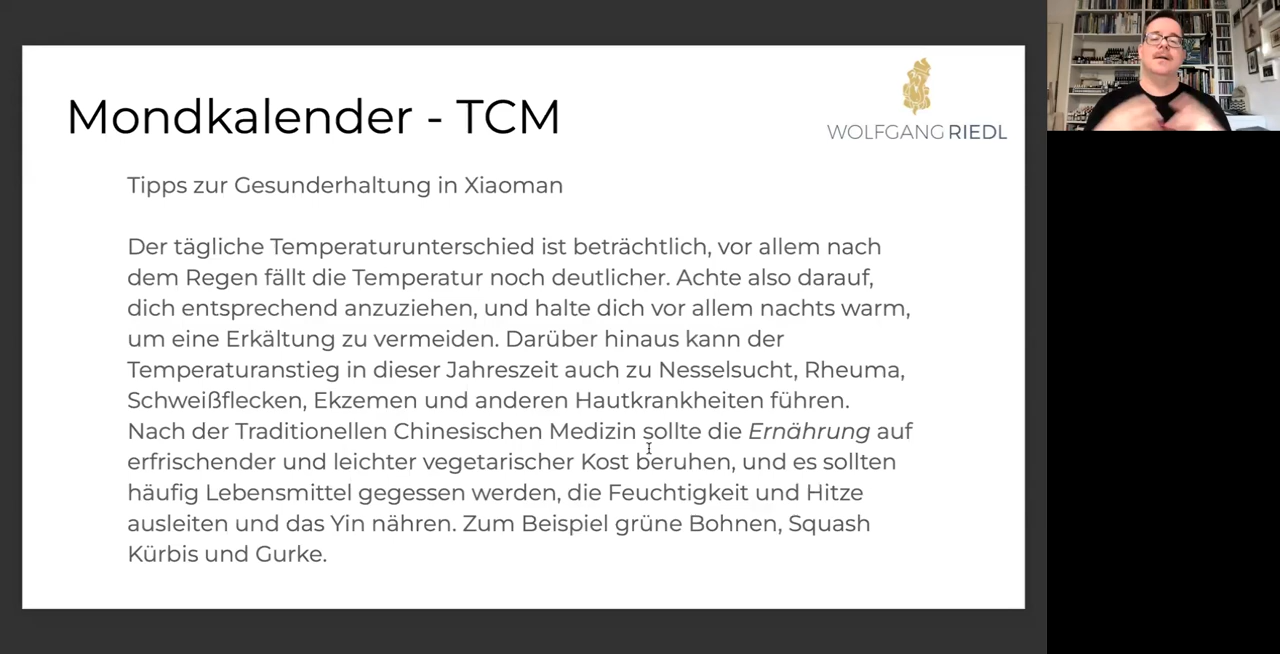 Mondkalender - TCM
WOLFGANG RIEDL
Tipps zur Gesunderhaltung in Xiaoman
Der tägliche Temperaturunterschied ist beträchtlich, vor allem nach
dem Regen fällt die Temperatur noch deutlicher. Achte also darauf,
dich entsprechend anzuziehen, und halte dich vor allem nachts warm,
um eine Erkältung zu vermeiden. Darüber hinaus kann der
Temperaturanstieg in dieser Jahreszeit auch zu Nesselsucht, Rheuma,
Schweißflecken, Ekzemen und anderen Hautkrankheiten führen.
Nach der Traditionellen Chinesischen Medizin sollte die Ernährung auf
erfrischender und leichter vegetarischer Kost beruhen, und es sollten
häufig Lebensmittel gegessen werden, die Feuchtigkeit und Hitze
ausleiten und das Yin nähren. Zum Beispiel grüne Bohnen, Squash
Kürbis und Gurke.